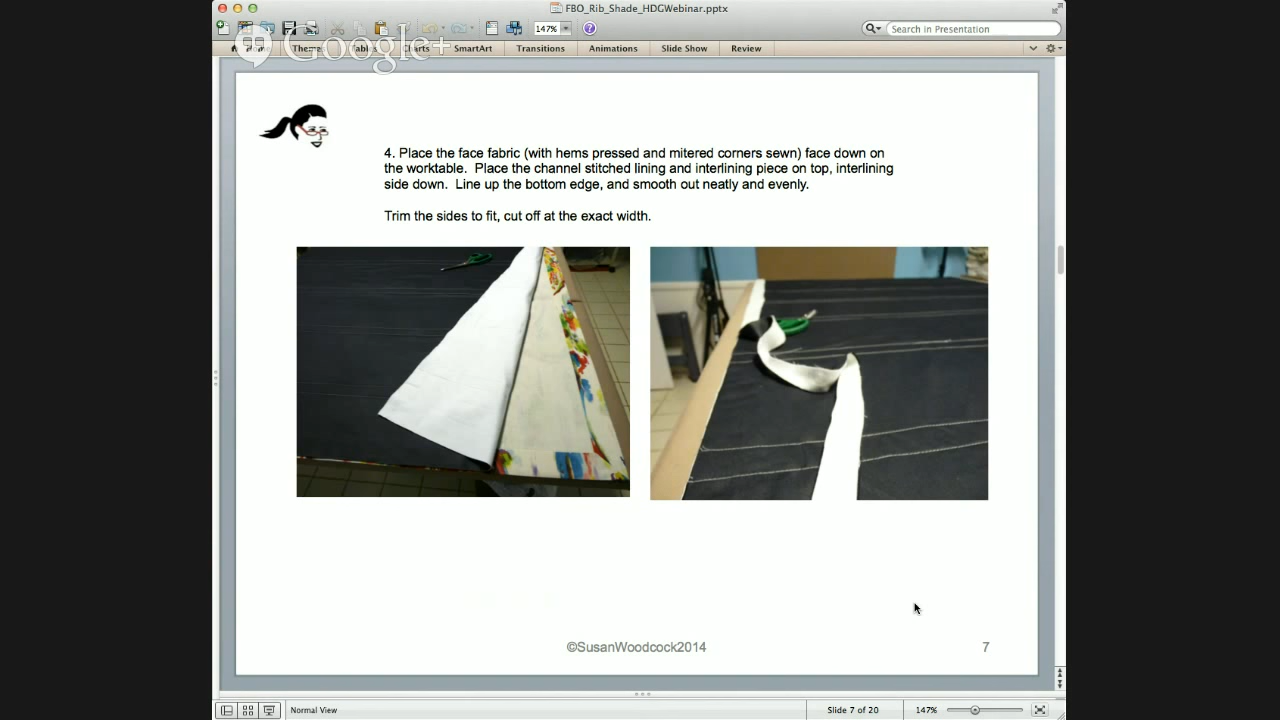 FBO_Rib_Shade_HDGWebinar.pptx
147%
Search in Presentation
Google+
Themes
Tables
Charts
SmartArt
Transitions
Animations
Slide Show
Review
4. Place the face fabric (with hems pressed and mitered corners sewn) face down on
the worktable. Place the channel stitched lining and interlining piece on top, interlining
side down. Line up the bottom edge, and smooth out neatly and evenly.
Trim the sides to fit, cut off at the exact width.
©SusanWoodcock2014
7
Normal View
Slide 7 of 20
147%